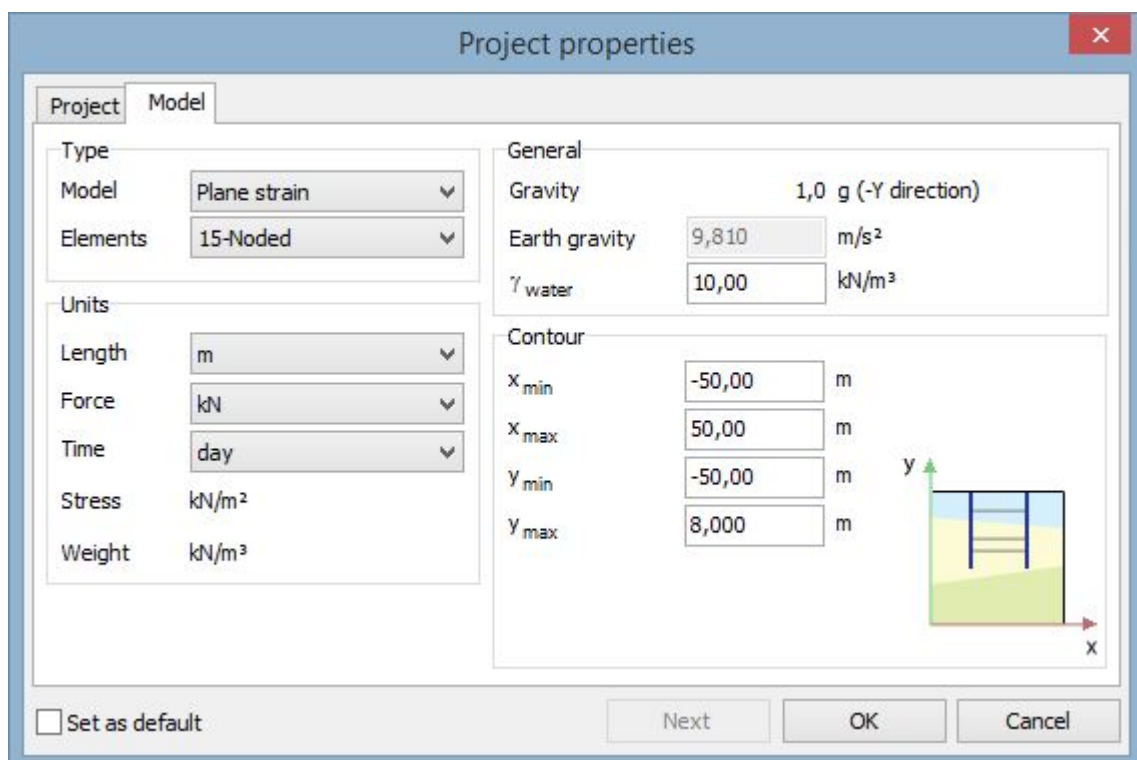 Project properties
Project Model
Type
Model Plane strain
Elements 15-Noded
Units
Length m
Force kN
Time day
Stress kN/m²
Weight kN/m³
General
Gravity 1,0 g (-Y direction)
Earth gravity 9,810 m/s²
γ water 10,00 kN/m³
Contour
x min -50,00 m
x max 50,00 m
y min -50,00 m
y max 8,000 m
y
x
Set as default Next OK Cancel